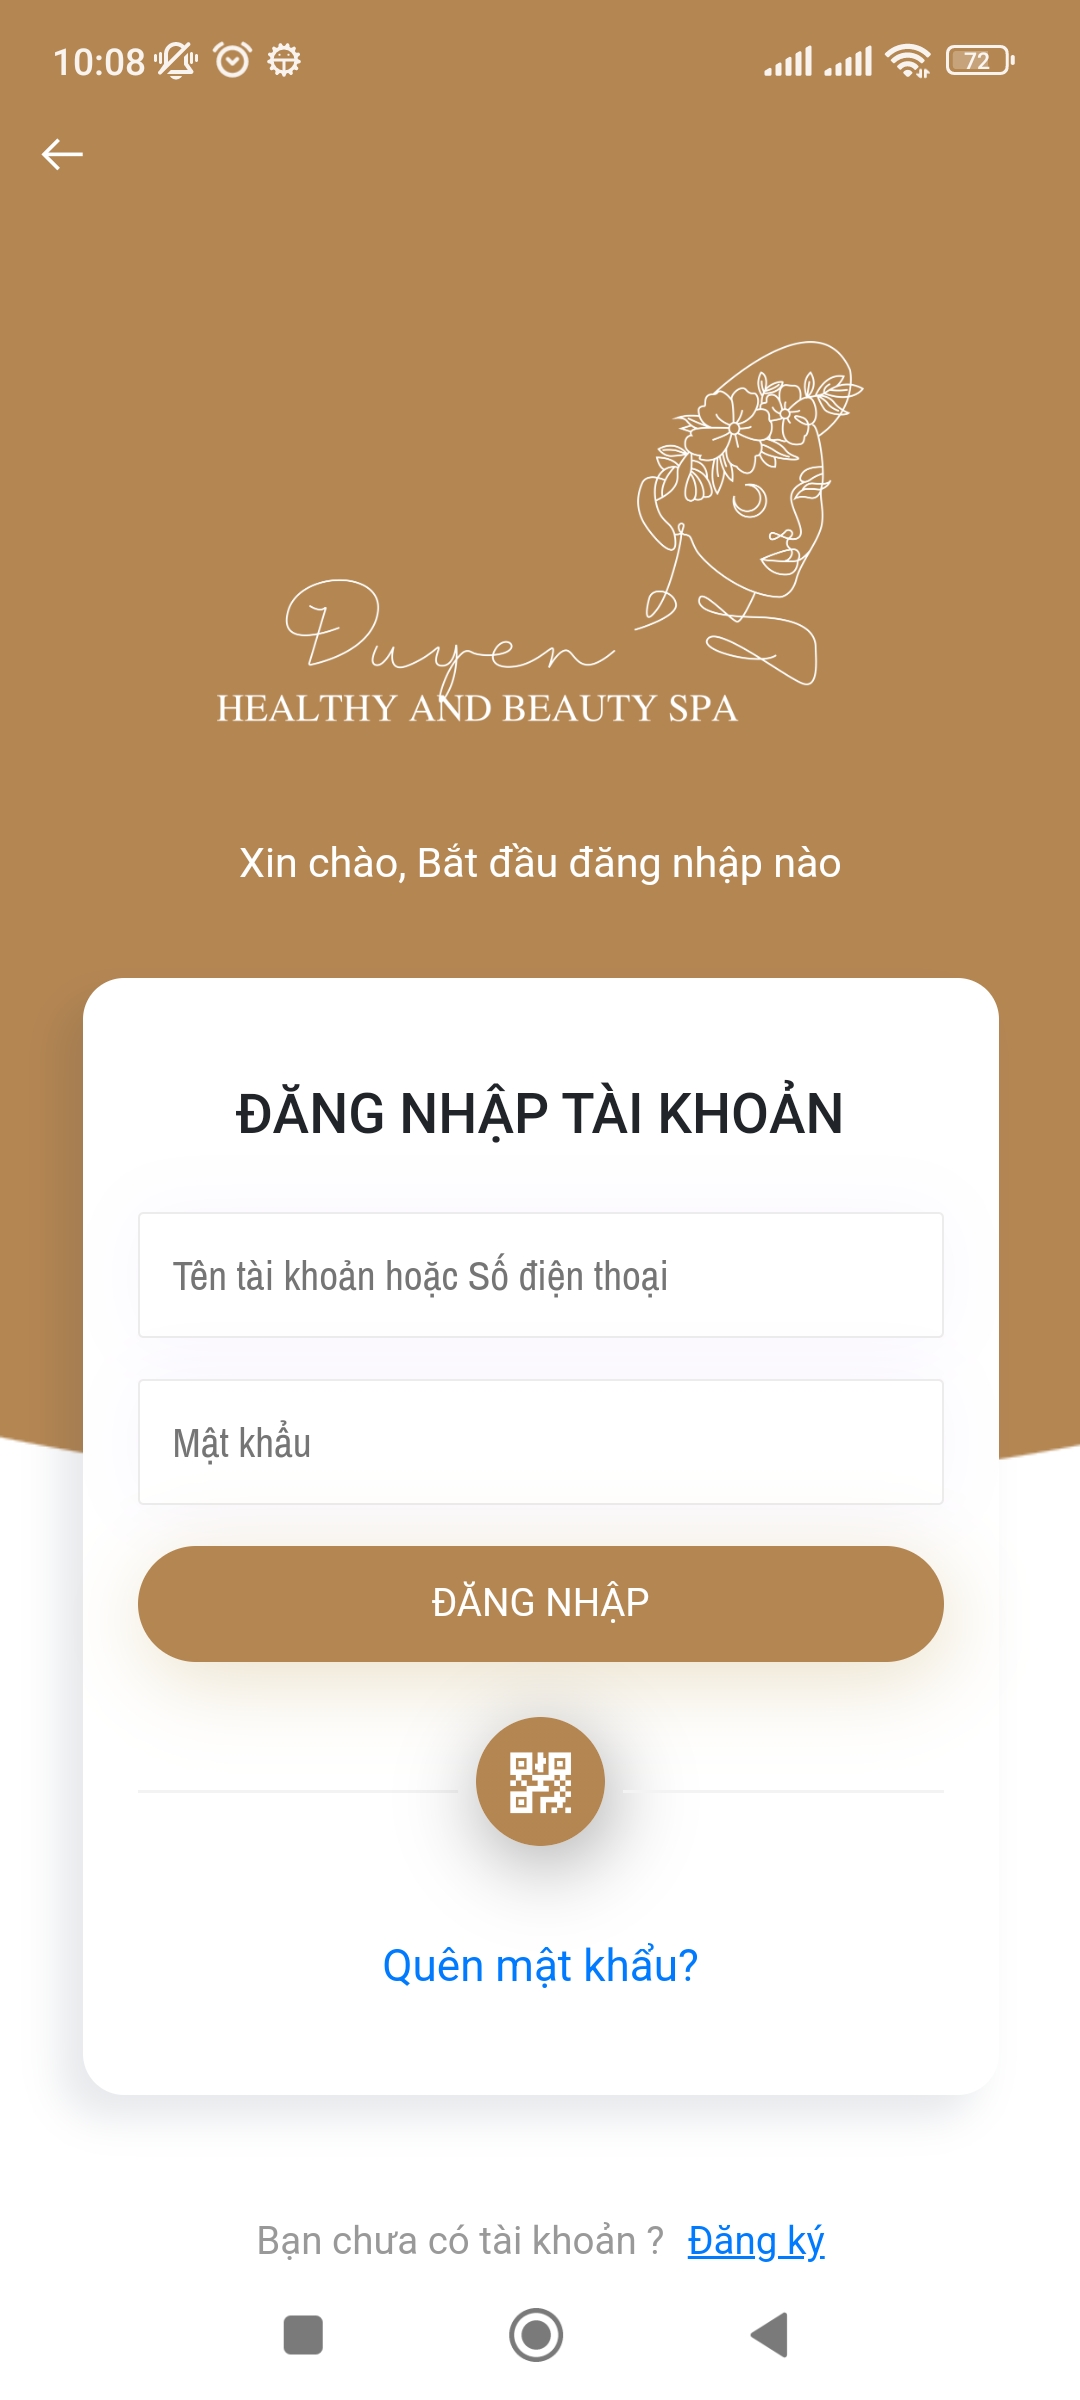 10:08
72
Duyen
HEALTHY AND BEAUTY SPA
Xin chào, Bắt đầu đăng nhập nào
ĐĂNG NHẬP TÀI KHOẢN
Tên tài khoản hoặc Số điện thoại
Mật khẩu
ĐĂNG NHẬP
Quên mật khẩu?
Bạn chưa có tài khoản ? Đăng ký